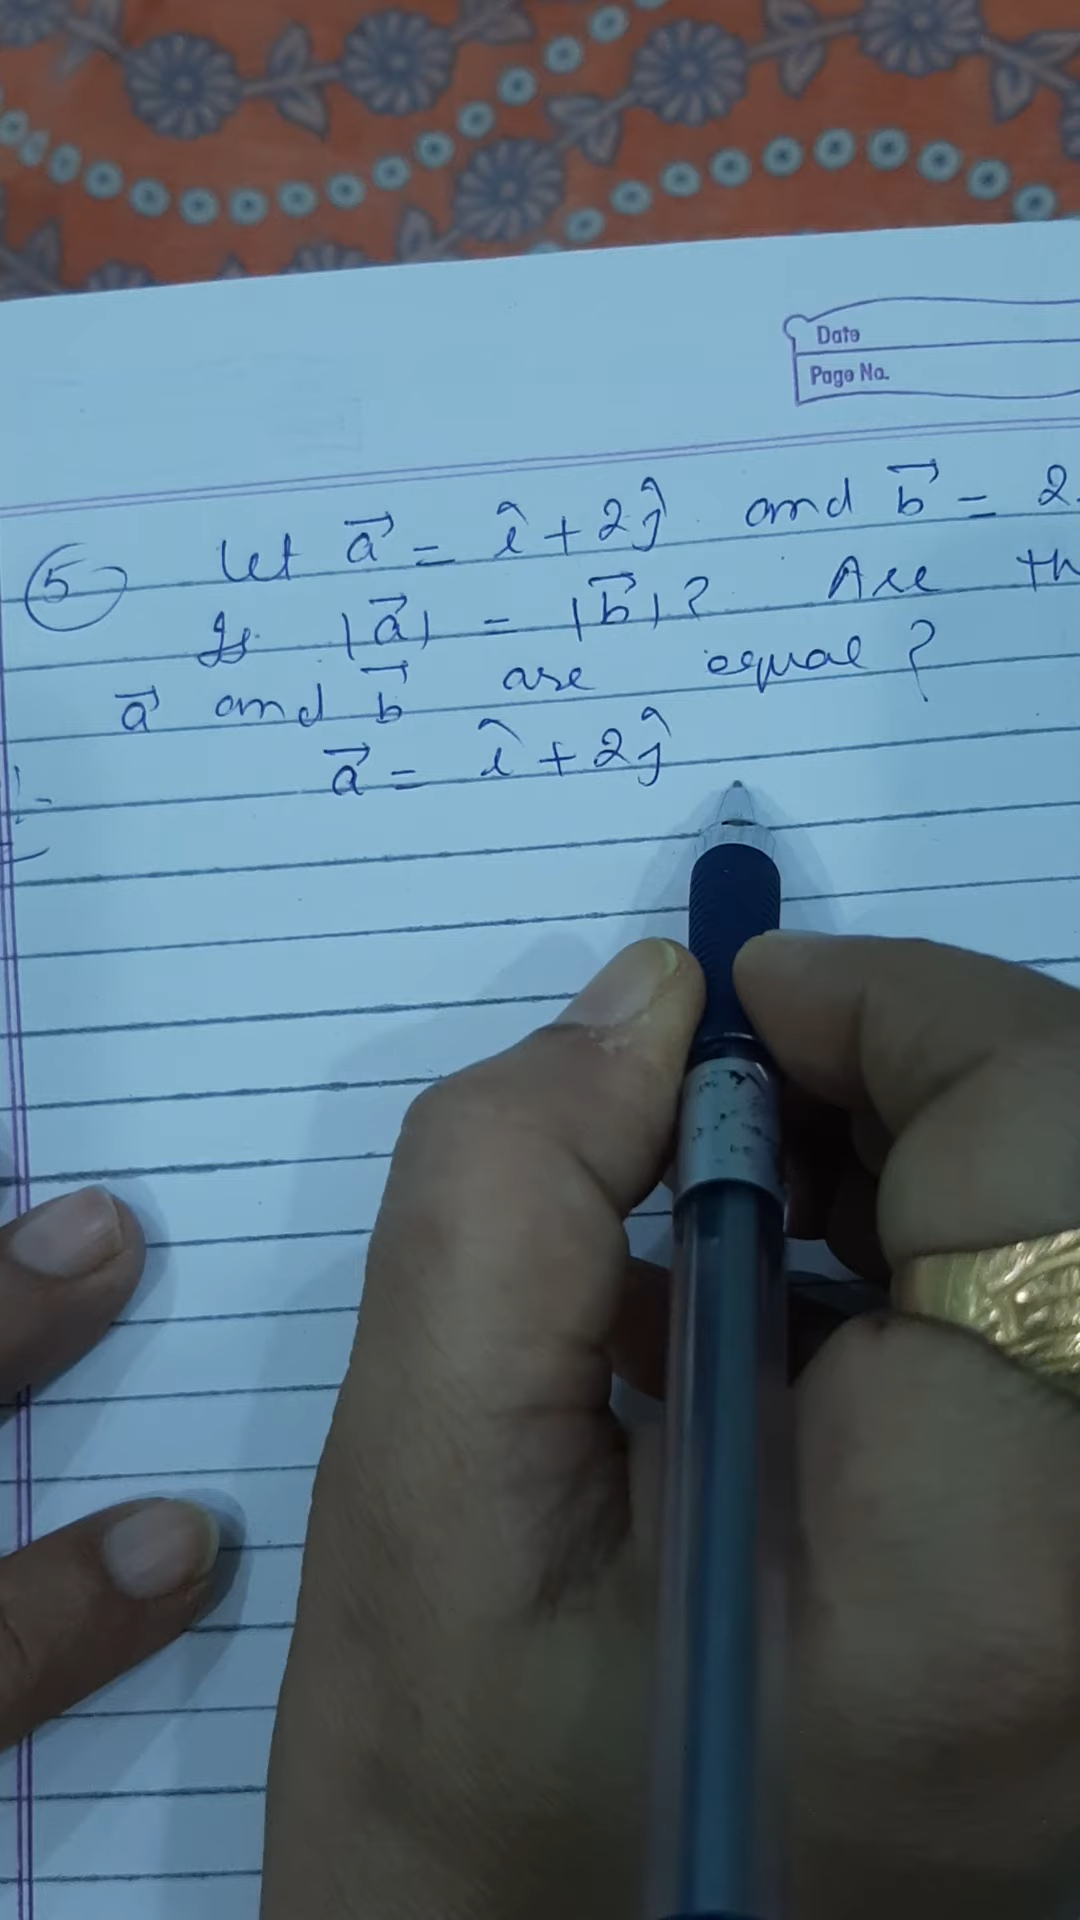 Date
Page No.
(5) Let a⃗ = î + 2ĵ and b⃗ = 2
Is |a⃗| = |b⃗|? Are th
a⃗ and b⃗ are equal?
a⃗ = î + 2ĵ